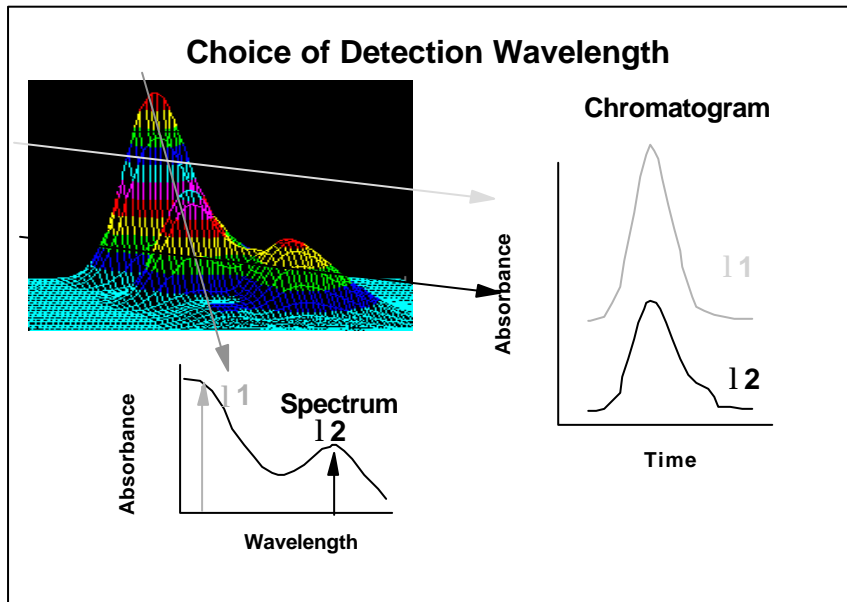 Choice of Detection Wavelength
Chromatogram
Absorbance
l1
l2
Time
l1
Spectrum
l2
Absorbance
Wavelength